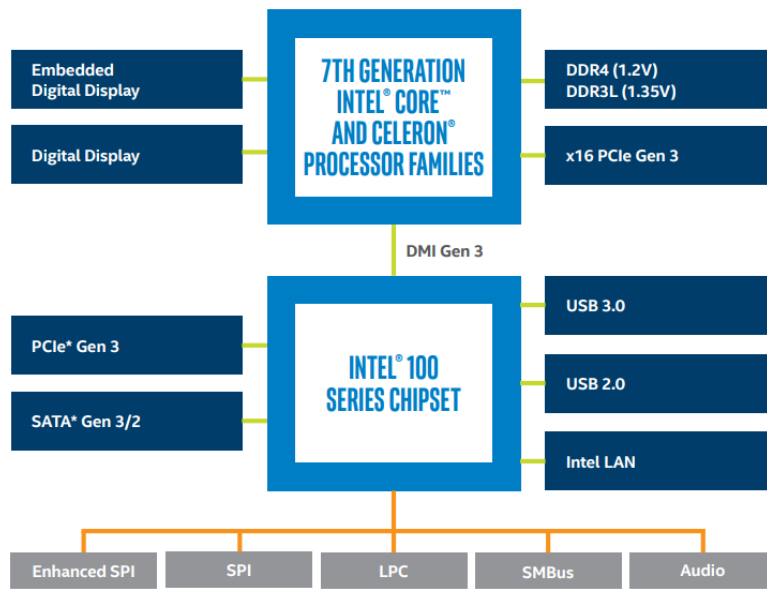 Embedded
Digital Display
Digital Display
7TH GENERATION
INTEL® CORE™
AND CELERON®
PROCESSOR FAMILIES
DDR4 (1.2V)
DDR3L (1.35V)
x16 PCIe Gen 3
DMI Gen 3
PCIe* Gen 3
SATA* Gen 3/2
INTEL® 100
SERIES CHIPSET
USB 3.0
USB 2.0
Intel LAN
Enhanced SPI
SPI
LPC
SMBus
Audio